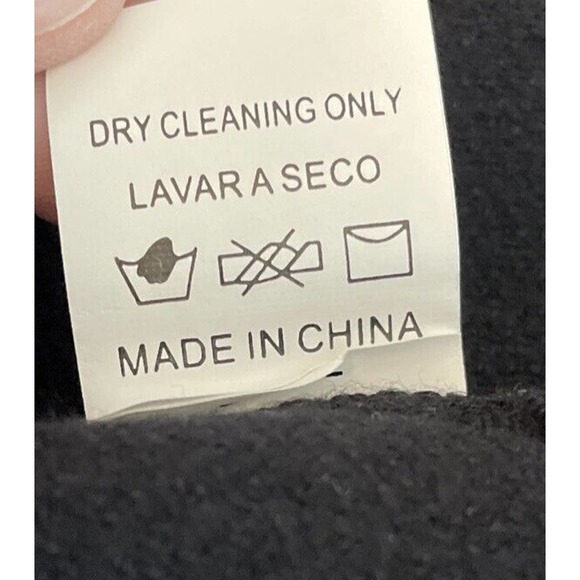 DRY CLEANING ONLY
LAVAR A SECO
MADE IN CHINA